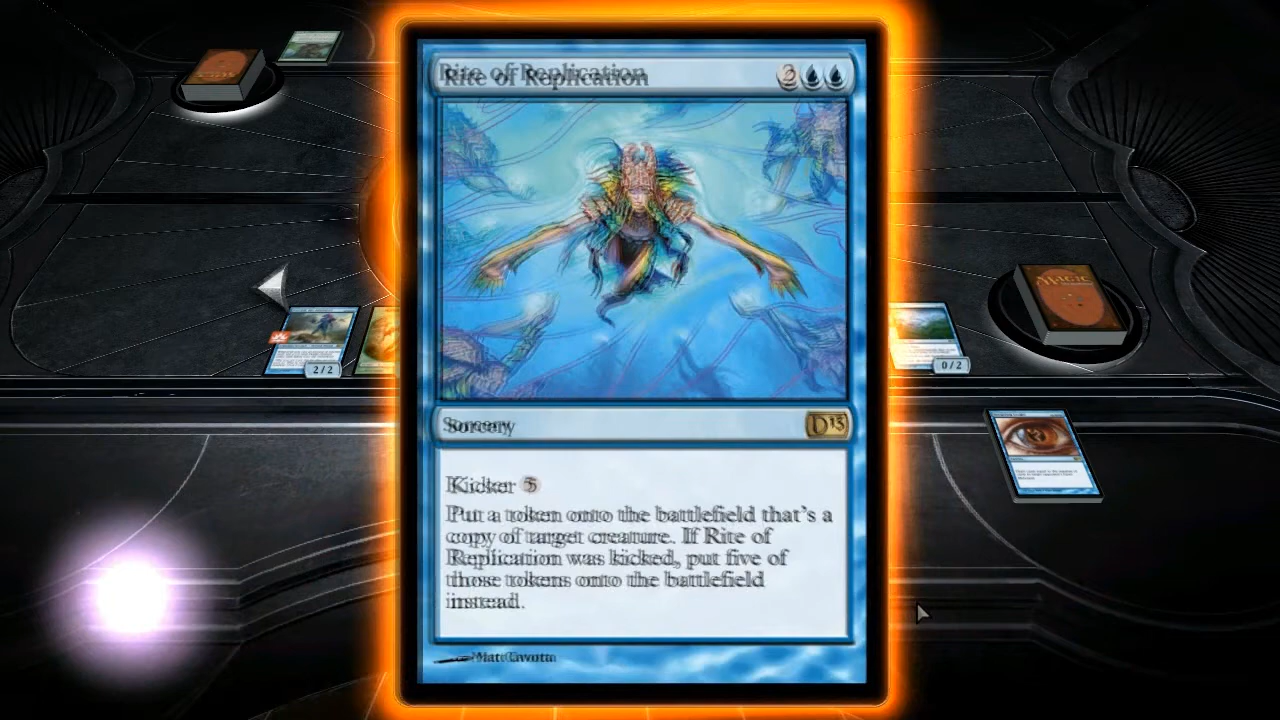 Rite of Replication 2
Sorcery D13
Kicker 5
Put a token onto the battlefield that's a
copy of target creature. If Rite of
Replication was kicked, put five of
those tokens onto the battlefield
instead.
Matt Cavotta
2/2
0/2
MAGIC